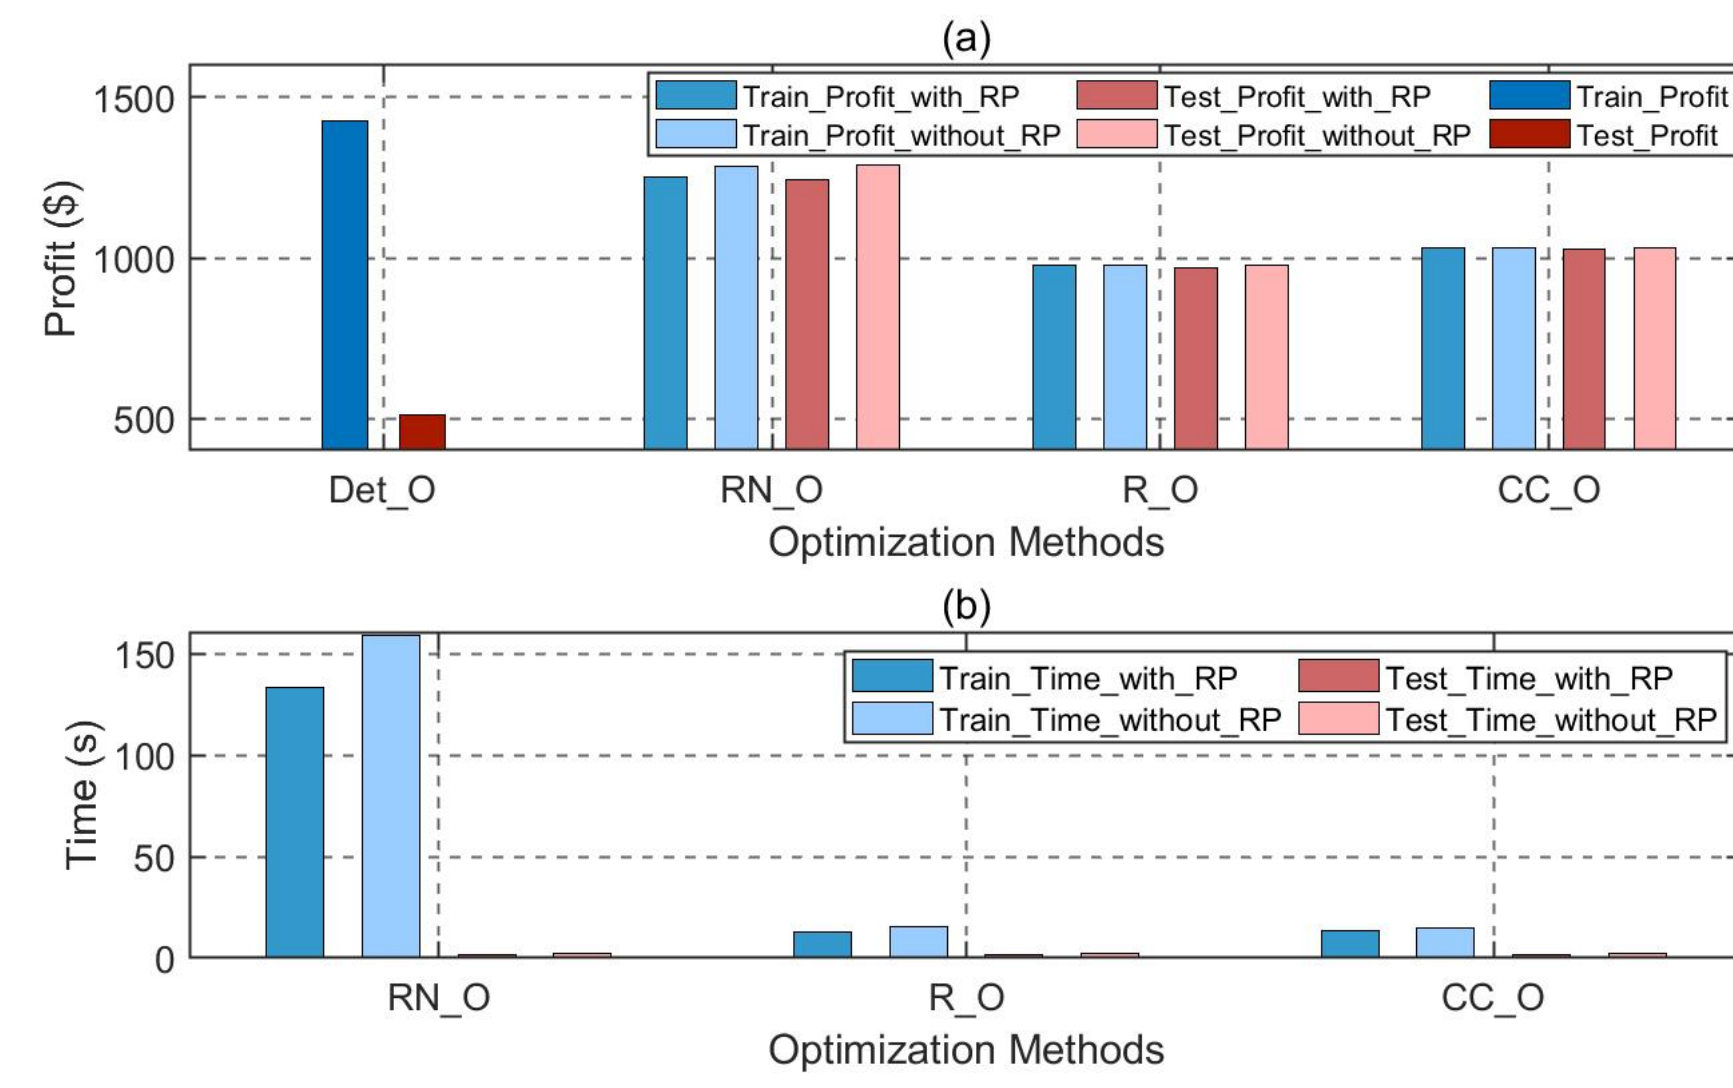 (a)
1500
1000
500
Profit ($)
Train_Profit_with_RP Test_Profit_with_RP Train_Profit
Train_Profit_without_RP Test_Profit_without_RP Test_Profit
Det_O RN_O R_O CC_O
Optimization Methods
(b)
150
100
50
0
Time (s)
Train_Time_with_RP Test_Time_with_RP
Train_Time_without_RP Test_Time_without_RP
RN_O R_O CC_O
Optimization Methods